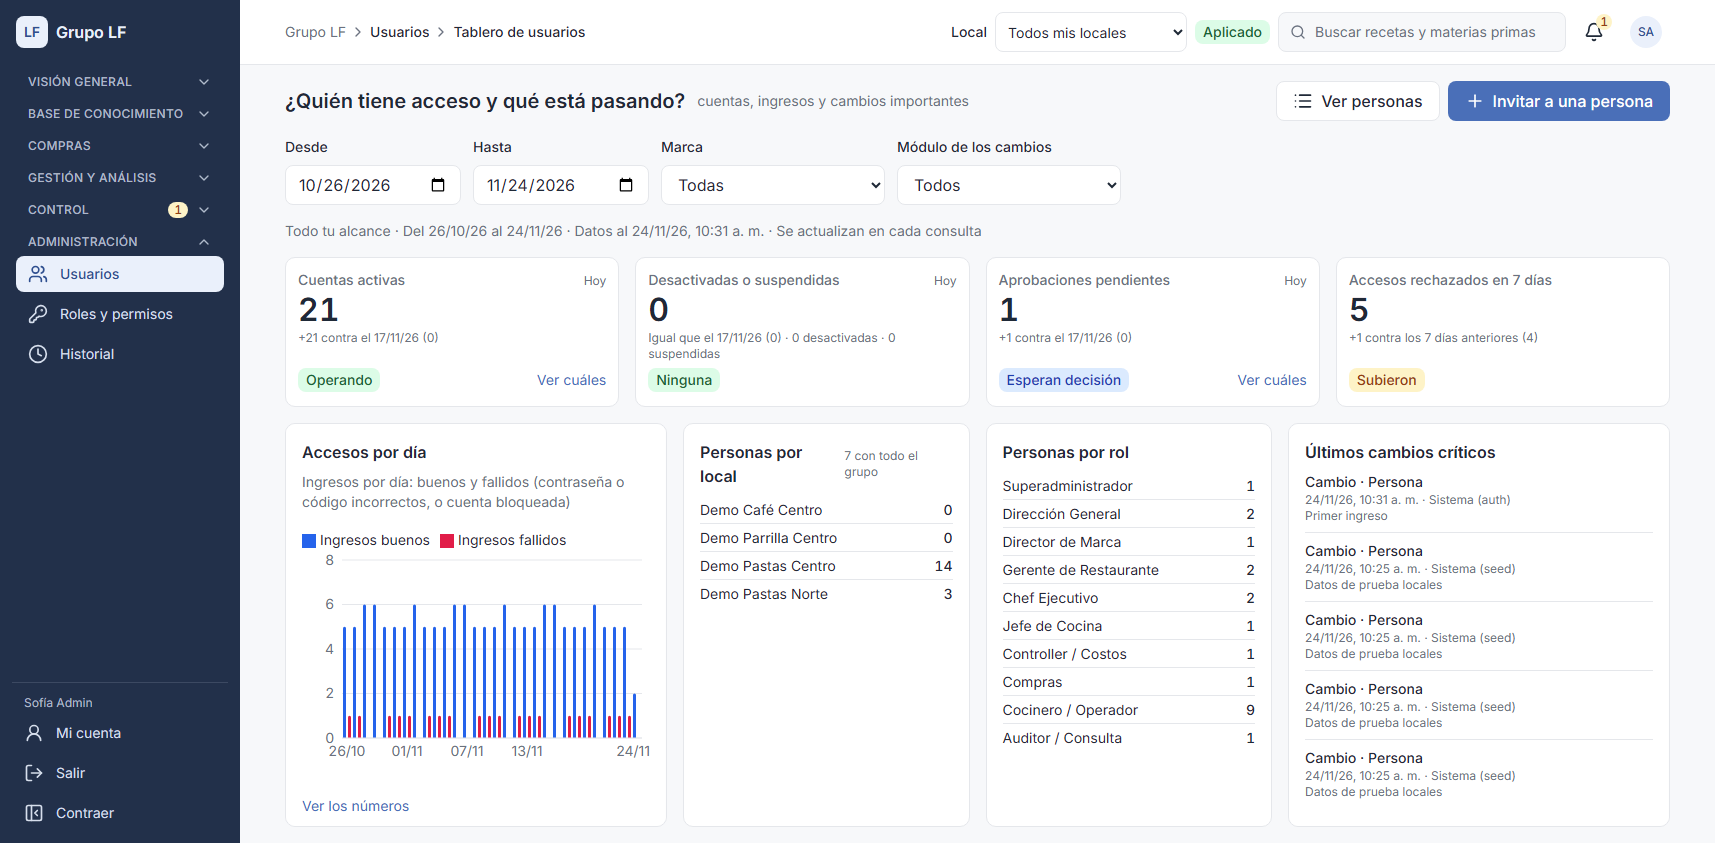 LF Grupo LF
VISIÓN GENERAL
BASE DE CONOCIMIENTO
COMPRAS
GESTIÓN Y ANÁLISIS
CONTROL 1
ADMINISTRACIÓN
Usuarios
Roles y permisos
Historial
Sofía Admin
Mi cuenta
Salir
Contraer
Grupo LF > Usuarios > Tablero de usuarios
Local Todos mis locales Aplicado Buscar recetas y materias primas 1 SA
¿Quién tiene acceso y qué está pasando? cuentas, ingresos y cambios importantes
Ver personas + Invitar a una persona
Desde Hasta Marca Módulo de los cambios
10/26/2026 11/24/2026 Todas Todos
Todo tu alcance · Del 26/10/26 al 24/11/26 · Datos al 24/11/26, 10:31 a. m. · Se actualizan en cada consulta
Cuentas activas Hoy
21
+21 contra el 17/11/26 (0)
Operando Ver cuáles
Desactivadas o suspendidas Hoy
0
Igual que el 17/11/26 (0) · 0 desactivadas · 0
suspendidas
Ninguna
Aprobaciones pendientes Hoy
1
+1 contra el 17/11/26 (0)
Esperan decisión Ver cuáles
Accesos rechazados en 7 días
5
+1 contra los 7 días anteriores (4)
Subieron
Accesos por día
Ingresos por día: buenos y fallidos (contraseña o
código incorrectos, o cuenta bloqueada)
Ingresos buenos Ingresos fallidos
8
6
4
2
0
26/10 01/11 07/11 13/11 24/11
Ver los números
Personas por
local
7 con todo el
grupo
Demo Café Centro 0
Demo Parrilla Centro 0
Demo Pastas Centro 14
Demo Pastas Norte 3
Personas por rol
Superadministrador 1
Dirección General 2
Director de Marca 1
Gerente de Restaurante 2
Chef Ejecutivo 2
Jefe de Cocina 1
Controller / Costos 1
Compras 1
Cocinero / Operador 9
Auditor / Consulta 1
Últimos cambios críticos
Cambio · Persona
24/11/26, 10:31 a. m. · Sistema (auth)
Primer ingreso
Cambio · Persona
24/11/26, 10:25 a. m. · Sistema (seed)
Datos de prueba locales
Cambio · Persona
24/11/26, 10:25 a. m. · Sistema (seed)
Datos de prueba locales
Cambio · Persona
24/11/26, 10:25 a. m. · Sistema (seed)
Datos de prueba locales
Cambio · Persona
24/11/26, 10:25 a. m. · Sistema (seed)
Datos de prueba locales